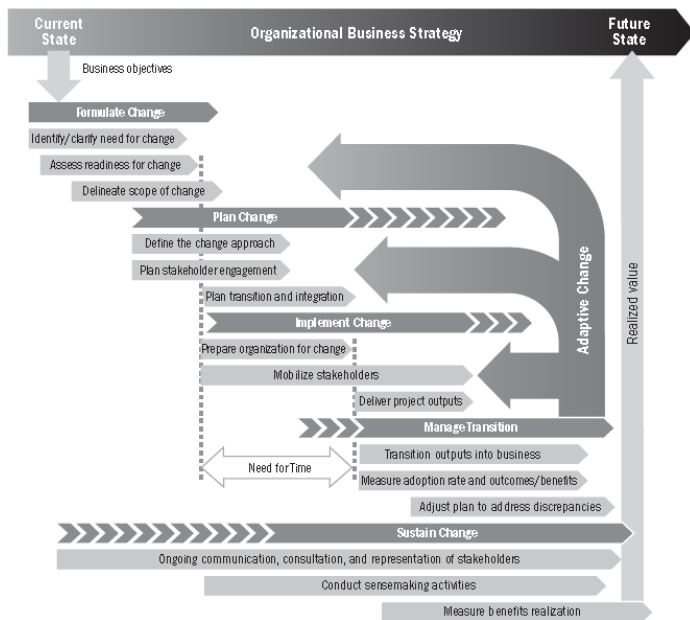 Current
State
Organizational Business Strategy
Future
State
Business objectives
Formulate Change
Identify/clarify need for change
Assess readiness for change
Delineate scope of change
Plan Change
Define the change approach
Plan stakeholder engagement
Plan transition and integration
Implement Change
Prepare organization for change
Mobilize stakeholders
Deliver project outputs
Manage Transition
Transition outputs into business
Need for Time
Measure adoption rate and outcomes/benefits
Adjust plan to address discrepancies
Sustain Change
Ongoing communication, consultation, and representation of stakeholders
Conduct sensemaking activities
Measure benefits realization
Adaptive Change
Realized value